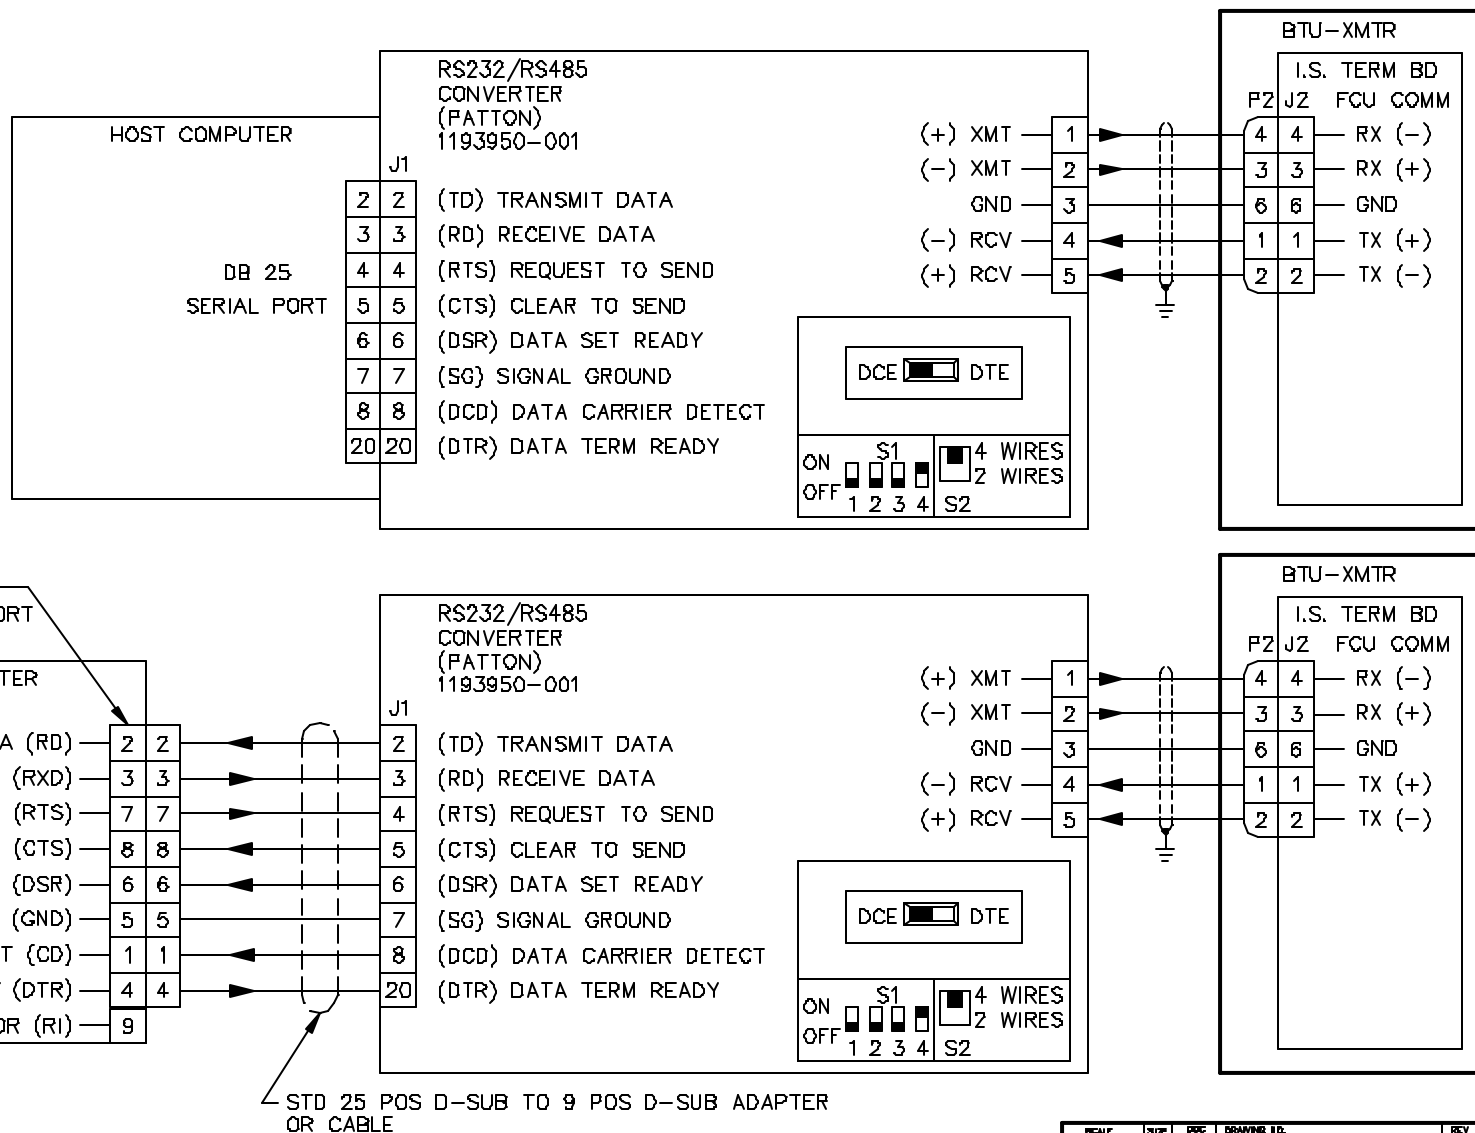 BTU-XMTR
I.S. TERM BD
P2 J2 FCU COMM
RS232/RS485
CONVERTER
(PATTON)
1193950-001
HOST COMPUTER
DB 25
SERIAL PORT
J1
2 2 (TD) TRANSMIT DATA
3 3 (RD) RECEIVE DATA
4 4 (RTS) REQUEST TO SEND
5 5 (CTS) CLEAR TO SEND
6 6 (DSR) DATA SET READY
7 7 (SG) SIGNAL GROUND
8 8 (DCD) DATA CARRIER DETECT
20 20 (DTR) DATA TERM READY
(+) XMT 1 4 4 RX (-)
(-) XMT 2 3 3 RX (+)
GND 3 6 6 GND
(-) RCV 4 1 1 TX (+)
(+) RCV 5 2 2 TX (-)
DCE DTE
ON S1 4 WIRES
OFF 2 WIRES
1 2 3 4 S2
BTU-XMTR
I.S. TERM BD
P2 J2 FCU COMM
RS232/RS485
CONVERTER
(PATTON)
1193950-001
ORT
TER
J1
A (RD) 2 2 2 (TD) TRANSMIT DATA
(RXD) 3 3 3 (RD) RECEIVE DATA
(RTS) 7 7 4 (RTS) REQUEST TO SEND
(CTS) 8 8 5 (CTS) CLEAR TO SEND
(DSR) 6 6 6 (DSR) DATA SET READY
(GND) 5 5 7 (SG) SIGNAL GROUND
T (CD) 1 1 8 (DCD) DATA CARRIER DETECT
(DTR) 4 4 20 (DTR) DATA TERM READY
OR (RI) 9
(+) XMT 1 4 4 RX (-)
(-) XMT 2 3 3 RX (+)
GND 3 6 6 GND
(-) RCV 4 1 1 TX (+)
(+) RCV 5 2 2 TX (-)
DCE DTE
ON S1 4 WIRES
OFF 2 WIRES
1 2 3 4 S2
STD 25 POS D-SUB TO 9 POS D-SUB ADAPTER
OR CABLE